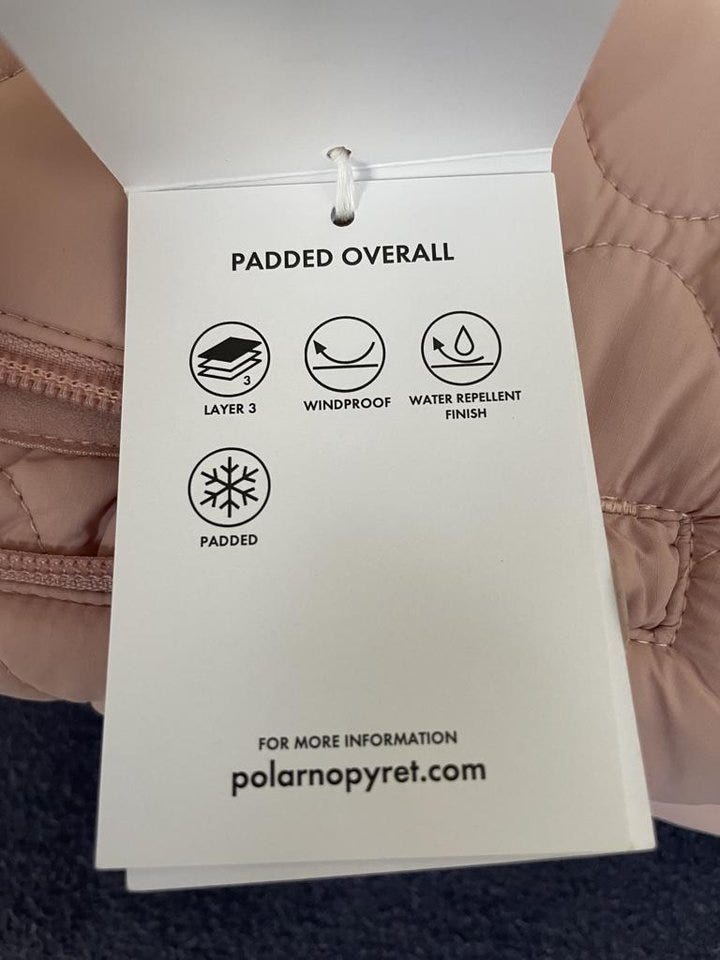 PADDED OVERALL
3
LAYER 3
WINDPROOF
WATER REPELLENT
FINISH
PADDED
FOR MORE INFORMATION
polarnopyret.com